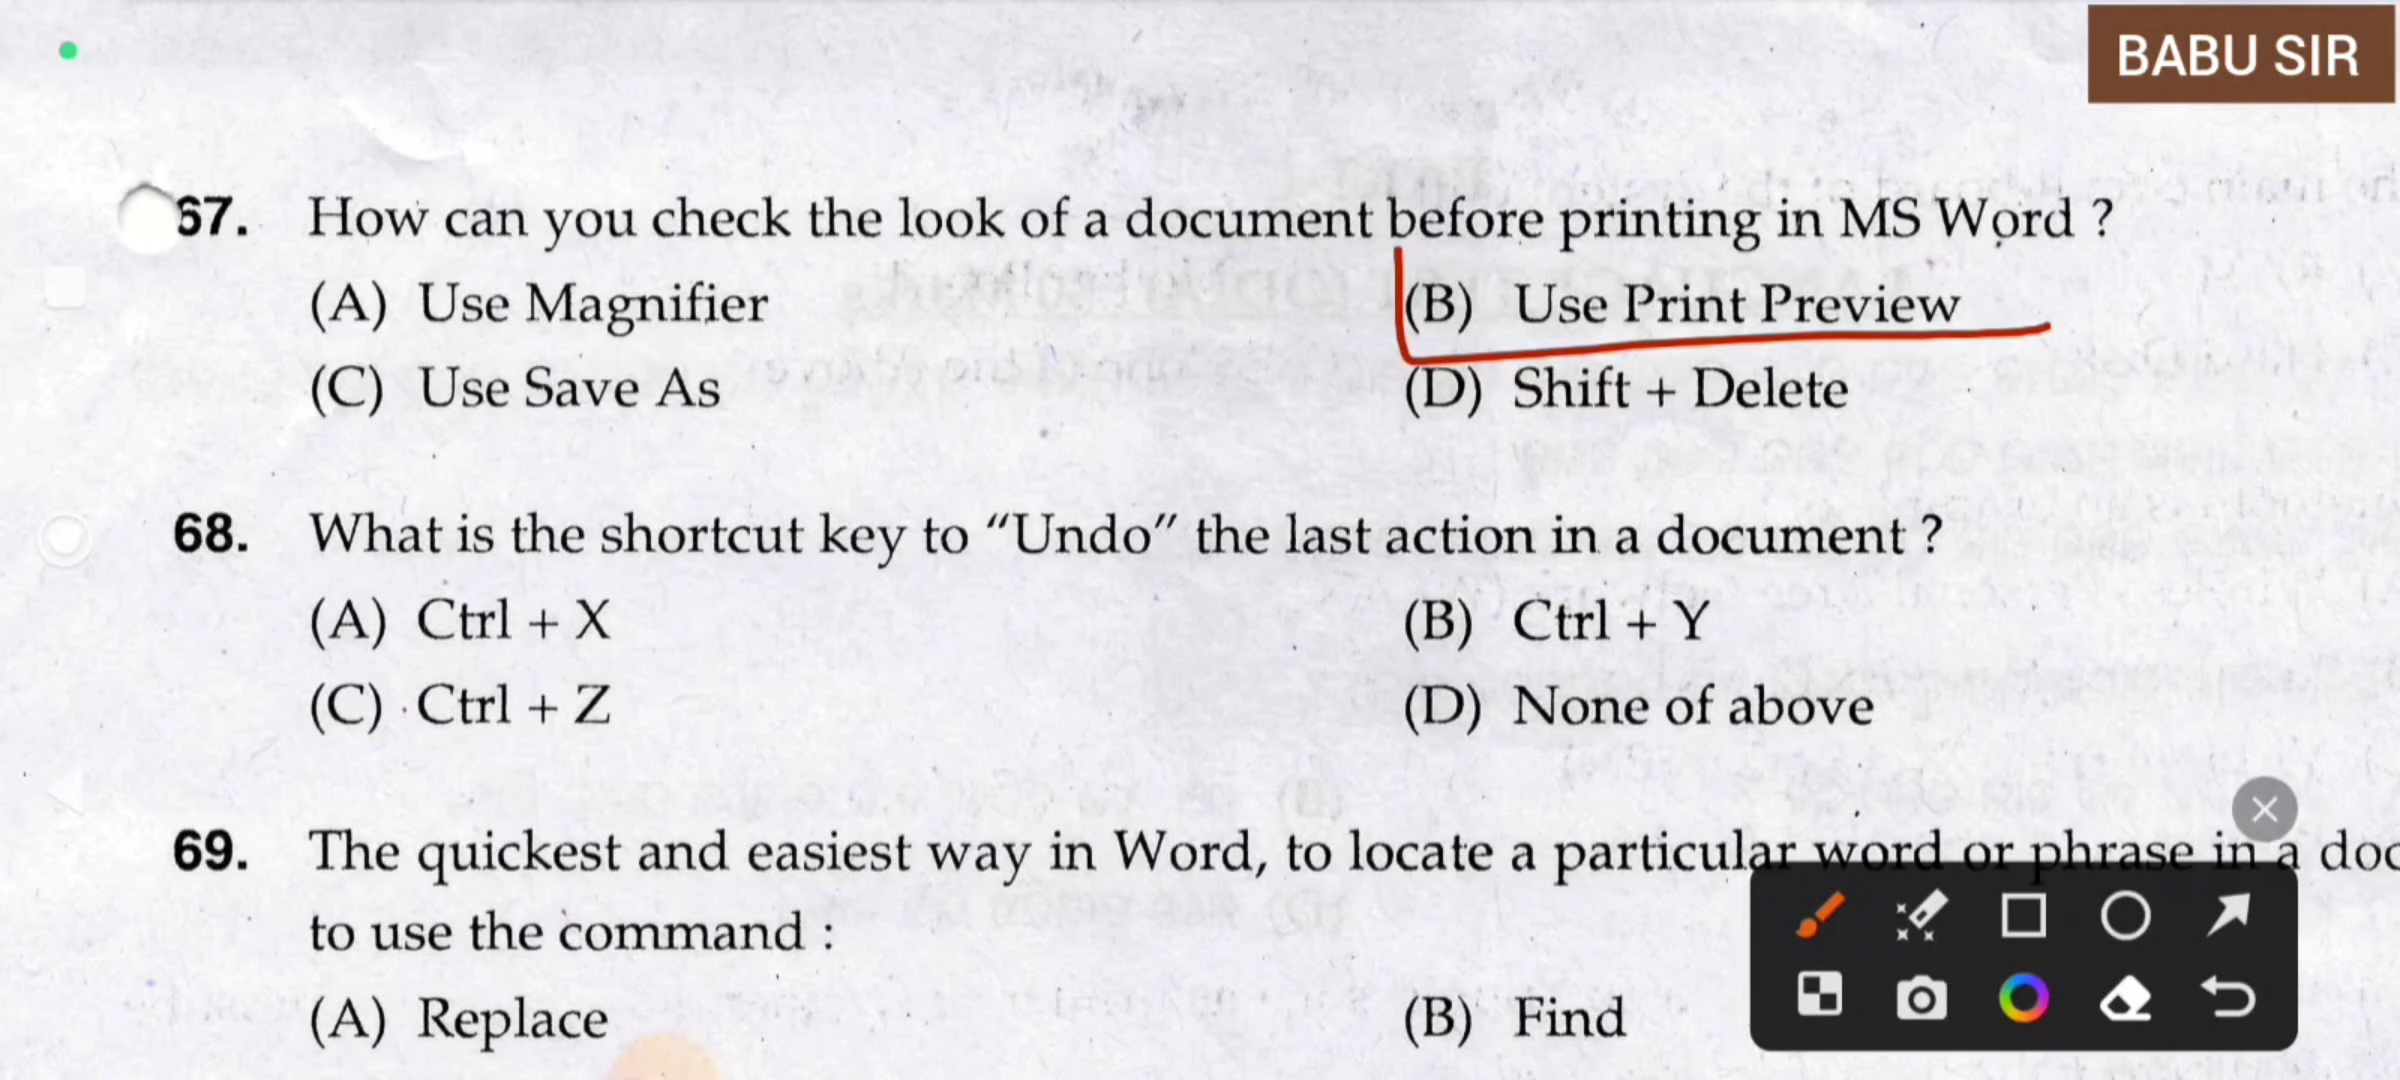 BABU SIR
67. How can you check the look of a document before printing in MS Word ?
(A) Use Magnifier (B) Use Print Preview
(C) Use Save As (D) Shift + Delete
68. What is the shortcut key to “Undo” the last action in a document ?
(A) Ctrl + X (B) Ctrl + Y
(C) Ctrl + Z (D) None of above
69. The quickest and easiest way in Word, to locate a particular word or phrase in a doc
to use the command :
(A) Replace (B) Find